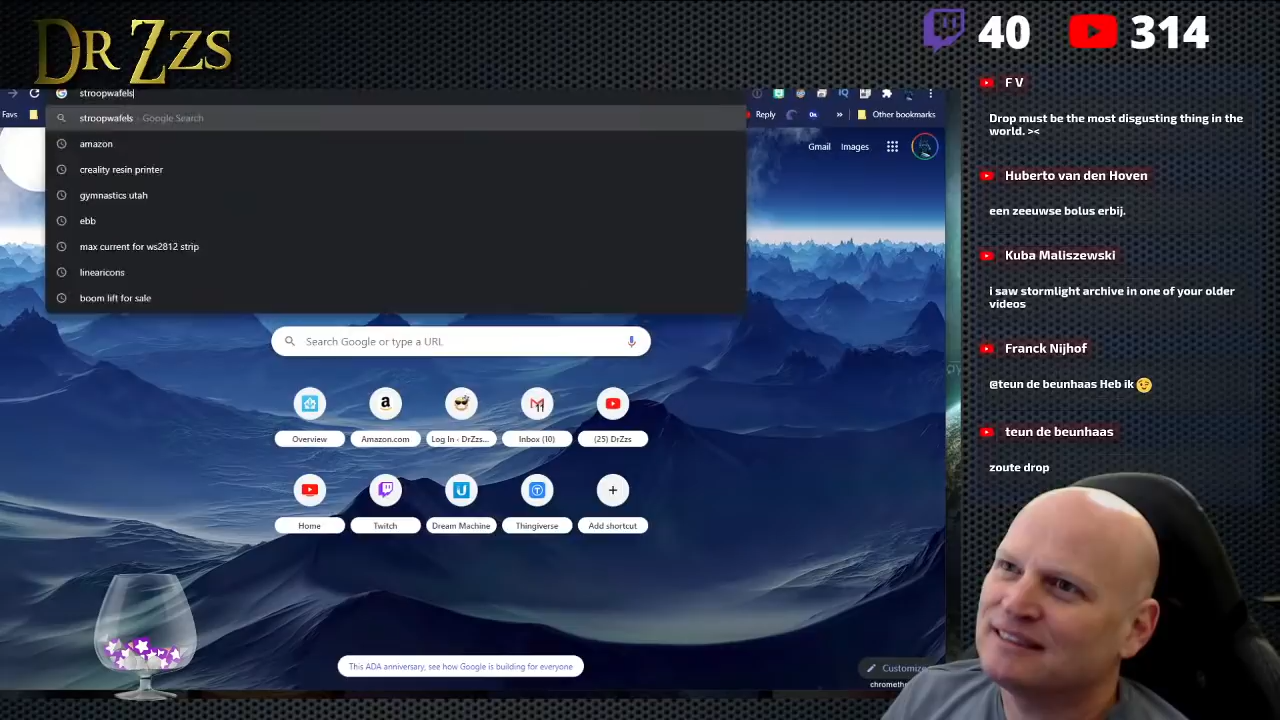 DR ZZS
40
314
stroopwafels
Favs
Reply
»
Other bookmarks
stroopwafels - Google Search
amazon
creality resin printer
gymnastics utah
ebb
max current for ws2812 strip
linearicons
boom lift for sale
Gmail
Images
Search Google or type a URL
Overview
Amazon.com
Log In - DrZzs...
Inbox (10)
(25) DrZzs
Home
Twitch
Dream Machine
Thingiverse
Add shortcut
This ADA anniversary, see how Google is building for everyone
Customize
F V
Drop must be the most disgusting thing in the
world. ><
Huberto van den Hoven
een zeeuwse bolus erbij.
Kuba Maliszewski
i saw stormlight archive in one of your older
videos
Franck Nijhof
@teun de beunhaas Heb ik 😉
teun de beunhaas
zoute drop